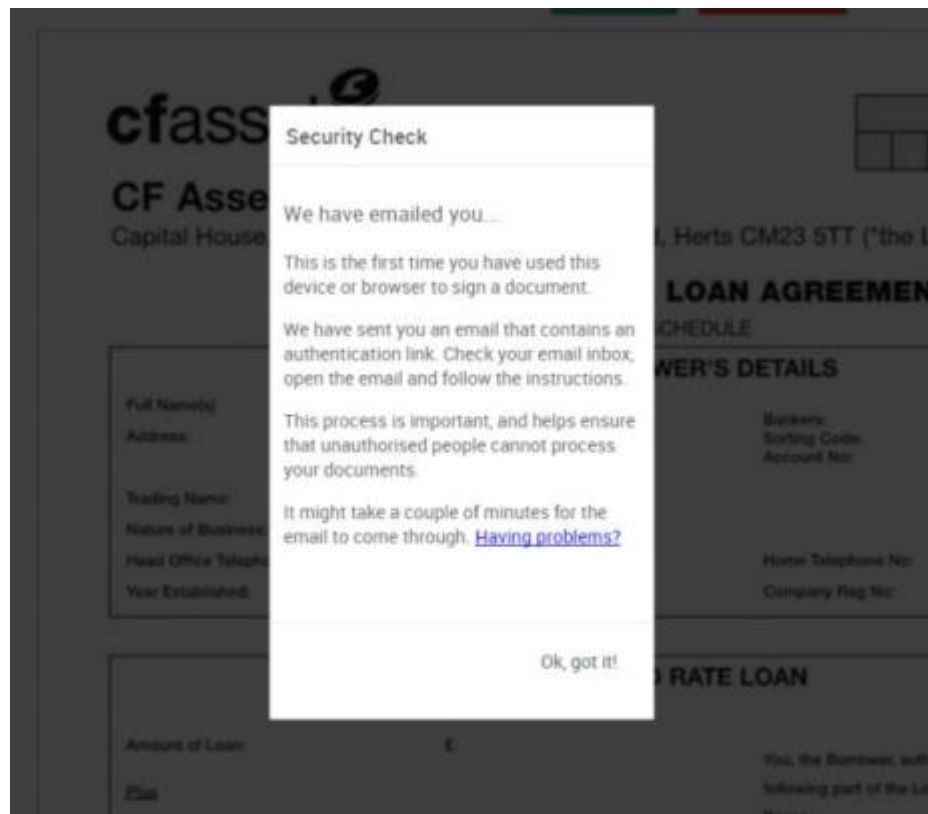 cfass
Security Check
CF Asse
We have emailed you...
Capital House,
, Herts CM23 5TT ("the L
This is the first time you have used this
device or browser to sign a document.
LOAN AGREEMEN
CHEDULE
We have sent you an email that contains an
authentication link. Check your email inbox,
open the email and follow the instructions.
WER'S DETAILS
Full Name(s)
Address:
Bankers:
Sorting Code:
Account No:
This process is important, and helps ensure
that unauthorised people cannot process
your documents.
Trading Name:
Nature of Business:
Head Office Teleph
Year Established:
It might take a couple of minutes for the
email to come through. Having problems?
Home Telephone No:
Company Reg No:
Ok, got it!
RATE LOAN
Amount of Loan:
£
Plus
You, the Borrower, auth
following part of the Lo